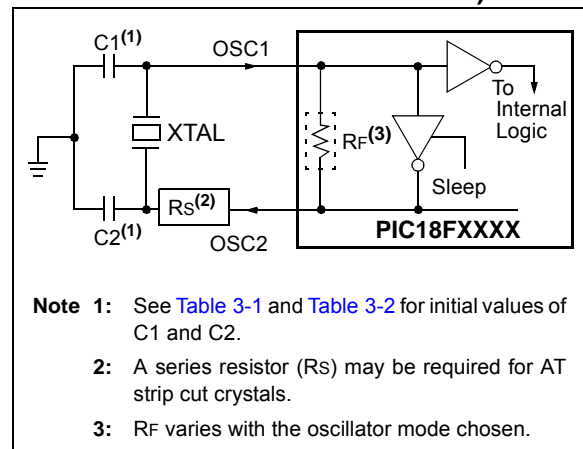 C1(1)
OSC1
To
Internal
Logic
XTAL
RF(3)
Sleep
RS(2)
C2(1)
OSC2
PIC18FXXXX
Note 1: See Table 3-1 and Table 3-2 for initial values of
C1 and C2.
2: A series resistor (RS) may be required for AT
strip cut crystals.
3: RF varies with the oscillator mode chosen.